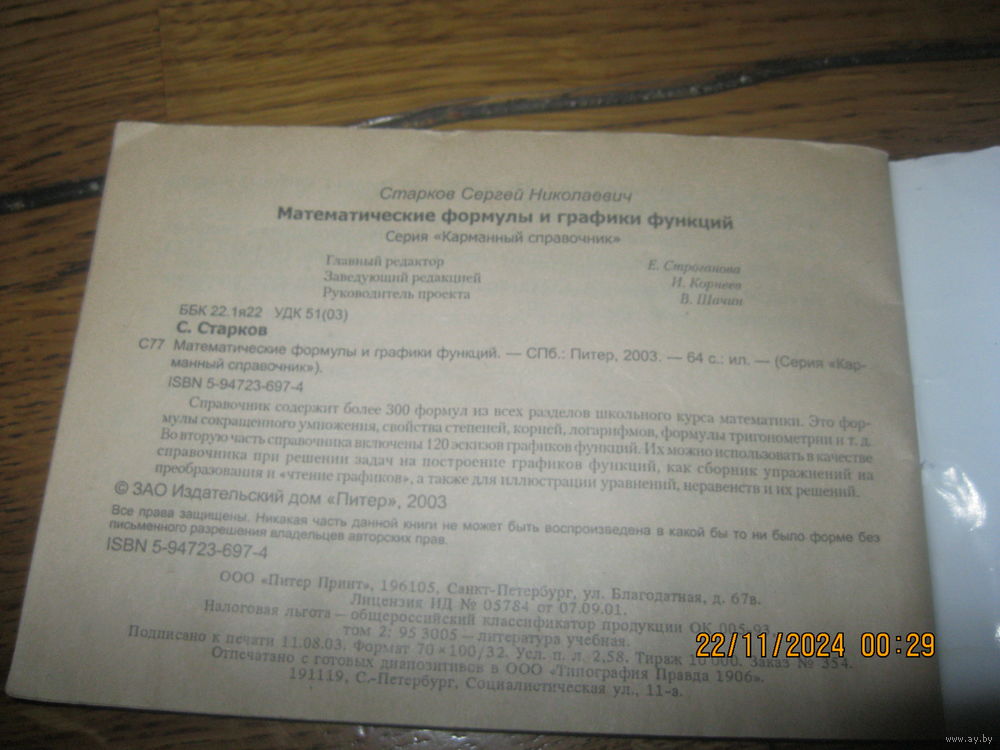 Старков Сергей Николаевич
Математические формулы и графики функций
Серия «Карманный справочник»
Главный редактор Е. Строганова
Заведующий редакцией И. Корнеев
Руководитель проекта В. Шачин
ББК 22.1я22 УДК 51(03)
С. Старков
С77 Математические формулы и графики функций. — СПб.: Питер, 2003. — 64 с.: ил. — (Серия «Кар-
манный справочник»).
ISBN 5-94723-697-4
Справочник содержит более 300 формул из всех разделов школьного курса математики. Это фор-
мулы сокращенного умножения, свойства степеней, корней, логарифмов, формулы тригонометрии и т. д.
Во вторую часть справочника включены 120 эскизов графиков функций. Их можно использовать в качестве
справочника при решении задач на построение графиков функций, как сборник упражнений на
преобразования и «чтение графиков», а также для иллюстрации уравнений, неравенств и их решений.
© ЗАО Издательский дом «Питер», 2003
Все права защищены. Никакая часть данной книги не может быть воспроизведена в какой бы то ни было форме без
письменного разрешения владельцев авторских прав.
ISBN 5-94723-697-4
ООО «Питер Принт», 196105, Санкт-Петербург, ул. Благодатная, д. 67в.
Лицензия ИД № 05784 от 07.09.01.
Налоговая льгота — общероссийский классификатор продукции ОК 005-93,
том 2; 95 3005 — литература учебная.
Подписано к печати 11.08.03. Формат 70×100/32. Усл. п. л. 2,58. Тираж 10 000. Заказ № 354.
Отпечатано с готовых диапозитивов в ООО «Типография Правда 1906».
191119, С.-Петербург, Социалистическая ул., 11-а.
22/11/2024 00:29
www.ay.by